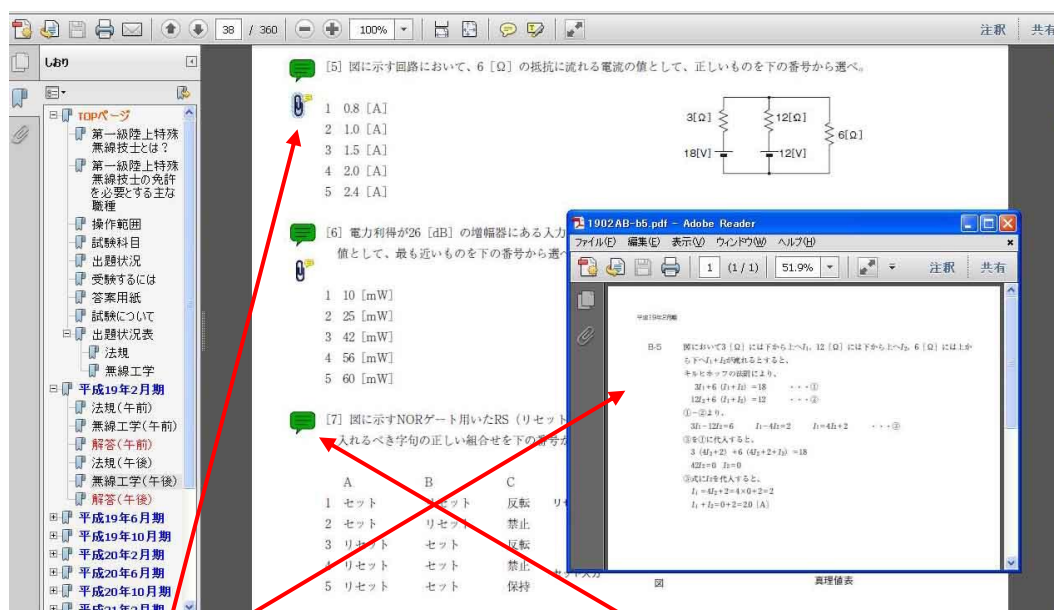 38 / 360
100%
注釈
共有
しおり
TOPページ
第一級陸上特殊
無線技士とは?
第一級陸上特殊
無線技士の免許
を必要とする主な
職種
操作範囲
試験科目
出題状況
受験するには
答案用紙
試験について
出題状況表
法規
無線工学
平成19年2月期
法規(午前)
無線工学(午前)
解答(午前)
法規(午後)
無線工学(午後)
解答(午後)
平成19年6月期
平成19年10月期
平成20年2月期
平成20年6月期
平成20年10月期
平成21年2月期
[5] 図に示す回路において、6 [Ω] の抵抗に流れる電流の値として、正しいものを下の番号から選べ。
1 0.8 [A]
2 1.0 [A]
3 1.5 [A]
4 2.0 [A]
5 2.4 [A]
3[Ω]
12[Ω]
6[Ω]
18[V]
12[V]
[6] 電力利得が26 [dB] の増幅器にある入力
値として、最も近いものを下の番号から選べ
1 10 [mW]
2 25 [mW]
3 42 [mW]
4 56 [mW]
5 60 [mW]
[7] 図に示すNORゲート用いたRS(リセット
入れるべき字句の正しい組合せを下の番号か
A B C
1 セット リセット 反転
2 セット リセット 禁止
3 リセット セット 反転
4 リセット セット 禁止
5 リセット セット 保持
図
真理値表
1902AB-b5.pdf - Adobe Reader
ファイル(F) 編集(E) 表示(V) ウィンドウ(W) ヘルプ(H)
1 (1 / 1) 51.9%
注釈
共有
平成19年2月期
B-5 図において3 [Ω] には下から上へI₁, 12 [Ω] には下から上へI₂, 6 [Ω] には上か
ら下へI₁+I₂が流れるとすると、
キルヒホッフの法則により、
3I₁+6 (I₁+I₂) =18 ・・・①
12I₂+6 (I₁+I₂) =12 ・・・②
①-②より、
3I₁-12I₂=6 I₁-4I₂=2 I₁=4I₂+2 ・・・③
③を①に代入すると、
3 (4I₂+2) +6 (4I₂+2+I₂) =18
42I₂=0 I₂=0
③式にI₂を代入すると、
I₁ =4I₂+2=4×0+2=2
I₁ +I₂=0+2=2.0 [A]